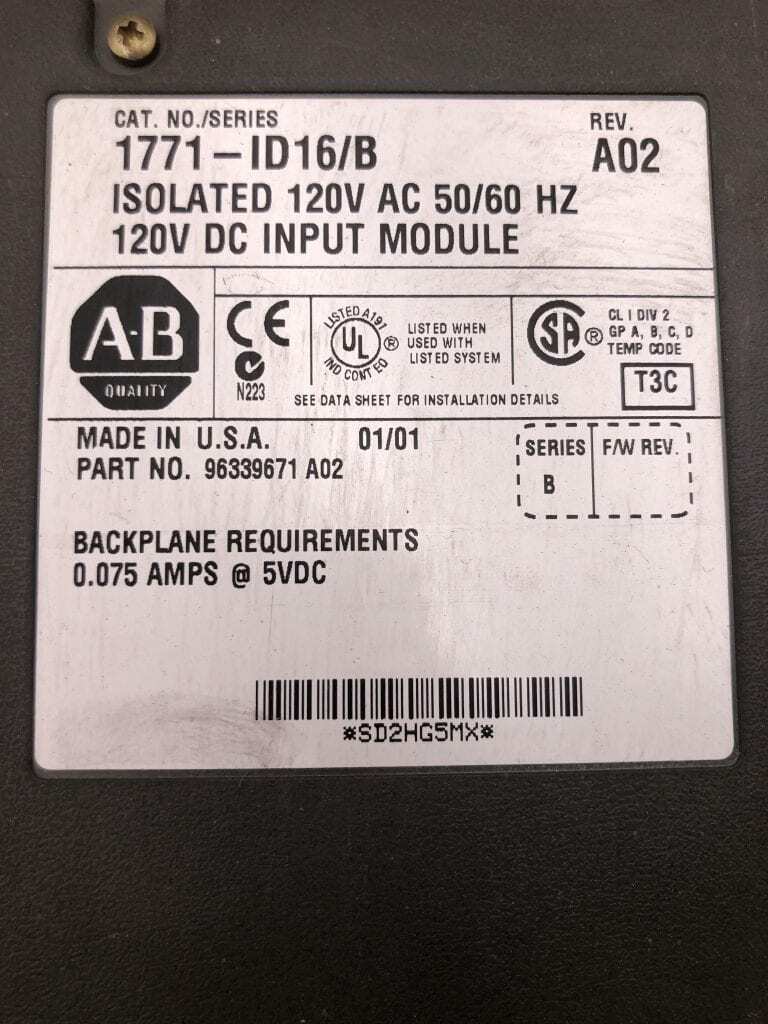 CAT. NO./SERIES
REV.
1771-ID16/B
A02
ISOLATED 120V AC 50/60 HZ
120V DC INPUT MODULE
A-B
QUALITY
CE
N223
LISTED A191
UL
®
IND CONT EQ
LISTED WHEN
USED WITH
LISTED SYSTEM
SA
®
CL I DIV 2
GP A, B, C, D
TEMP CODE
T3C
SEE DATA SHEET FOR INSTALLATION DETAILS
MADE IN U.S.A. 01/01
PART NO. 96339671 A02
SERIES
B
F/W REV.
BACKPLANE REQUIREMENTS
0.075 AMPS @ 5VDC
*SD2HG5MX*